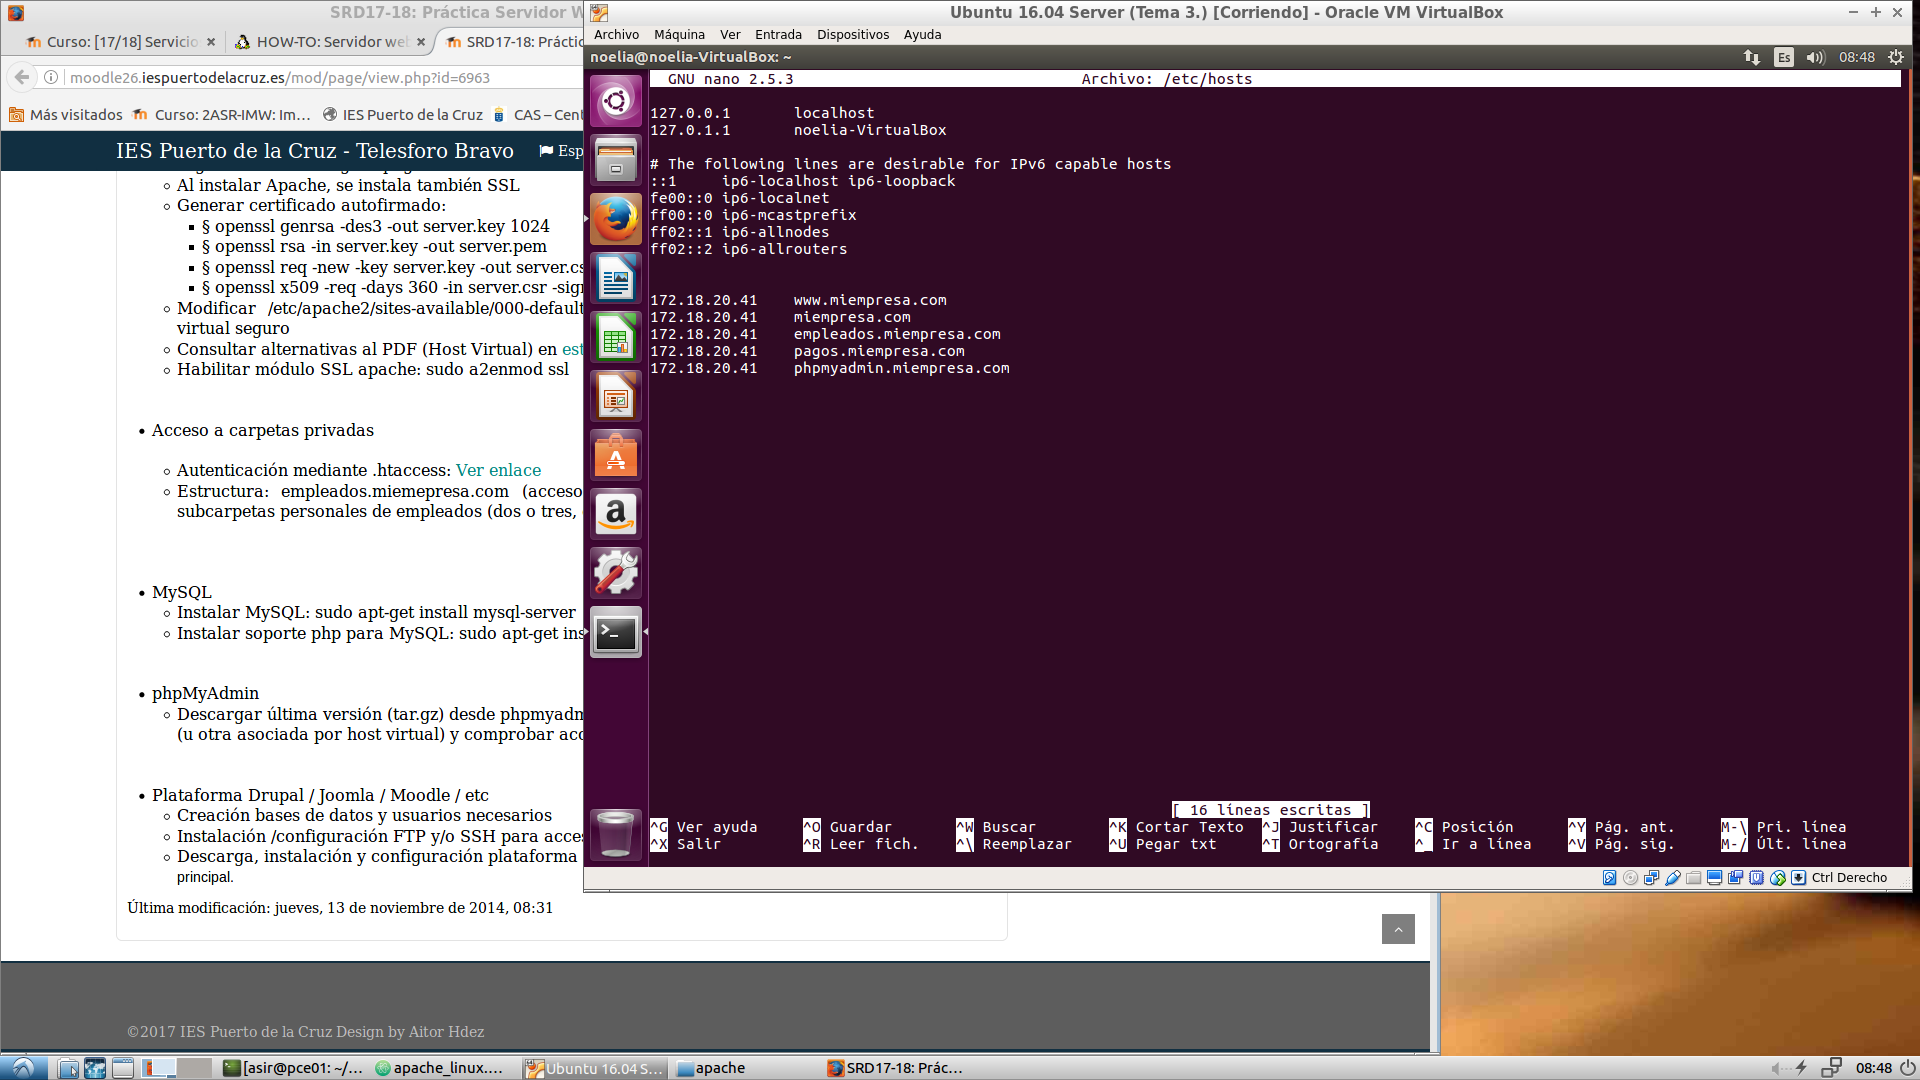 SRD17-18: Práctica Servidor W
Curso: [17/18] Servicio
HOW-TO: Servidor web
SRD17-18: Práctic
moodle26.iespuertodelacruz.es/mod/page/view.php?id=6963
Más visitados
Curso: 2ASR-IMW: Im...
IES Puerto de la Cruz
CAS – Cent
IES Puerto de la Cruz - Telesforo Bravo
Esp
Al instalar Apache, se instala también SSL
Generar certificado autofirmado:
§ openssl genrsa -des3 -out server.key 1024
§ openssl rsa -in server.key -out server.pem
§ openssl req -new -key server.key -out server.cs
§ openssl x509 -req -days 360 -in server.csr -sign
Modificar /etc/apache2/sites-available/000-default
virtual seguro
Consultar alternativas al PDF (Host Virtual) en est
Habilitar módulo SSL apache: sudo a2enmod ssl
Acceso a carpetas privadas
Autenticación mediante .htaccess: Ver enlace
Estructura: empleados.miemepresa.com (acceso
subcarpetas personales de empleados (dos o tres,
MySQL
Instalar MySQL: sudo apt-get install mysql-server
Instalar soporte php para MySQL: sudo apt-get ins
phpMyAdmin
Descargar última versión (tar.gz) desde phpmyadm
(u otra asociada por host virtual) y comprobar acc
Plataforma Drupal / Joomla / Moodle / etc
Creación bases de datos y usuarios necesarios
Instalación /configuración FTP y/o SSH para acces
Descarga, instalación y configuración plataforma
principal.
Última modificación: jueves, 13 de noviembre de 2014, 08:31
©2017 IES Puerto de la Cruz Design by Aitor Hdez
Ubuntu 16.04 Server (Tema 3.) [Corriendo] - Oracle VM VirtualBox
Archivo Máquina Ver Entrada Dispositivos Ayuda
noelia@noelia-VirtualBox: ~
Es
08:48
GNU nano 2.5.3 Archivo: /etc/hosts
127.0.0.1 localhost
127.0.1.1 noelia-VirtualBox
# The following lines are desirable for IPv6 capable hosts
::1 ip6-localhost ip6-loopback
fe00::0 ip6-localnet
ff00::0 ip6-mcastprefix
ff02::1 ip6-allnodes
ff02::2 ip6-allrouters
172.18.20.41 www.miempresa.com
172.18.20.41 miempresa.com
172.18.20.41 empleados.miempresa.com
172.18.20.41 pagos.miempresa.com
172.18.20.41 phpmyadmin.miempresa.com
[ 16 líneas escritas ]
^G Ver ayuda ^O Guardar ^W Buscar ^K Cortar Texto ^J Justificar ^C Posición ^Y Pág. ant. M-\ Pri. línea
^X Salir ^R Leer fich. ^\ Reemplazar ^U Pegar txt ^T Ortografía ^_ Ir a línea ^V Pág. sig. M-/ Últ. línea
Ctrl Derecho
[asir@pce01: ~/...
apache_linux....
Ubuntu 16.04 S...
apache
SRD17-18: Prác...
08:48